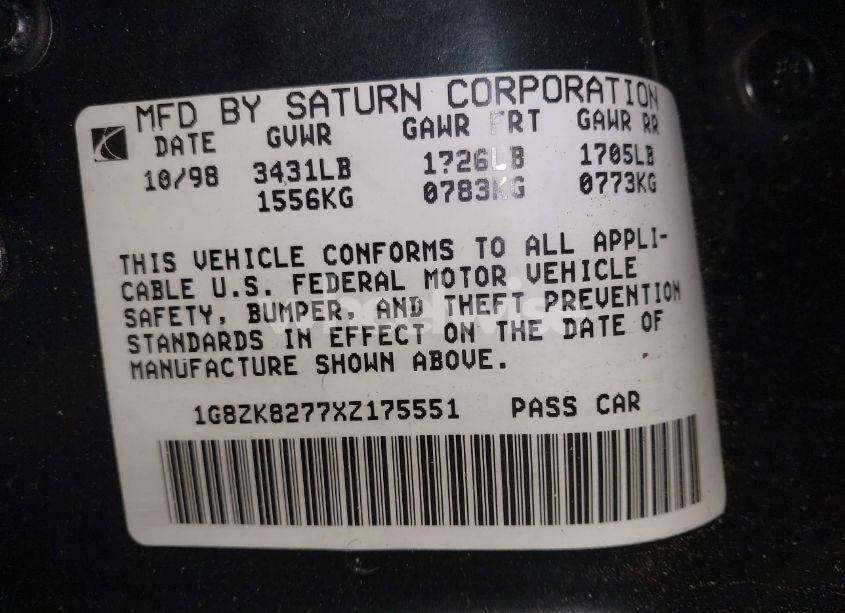 MFD BY SATURN CORPORATION
DATE GVWR GAWR FRT GAWR RR
10/98 3431LB 1726LB 1705LB
1556KG 0783KG 0773KG
THIS VEHICLE CONFORMS TO ALL APPLI-
CABLE U.S. FEDERAL MOTOR VEHICLE
SAFETY, BUMPER, AND THEFT PREVENTION
STANDARDS IN EFFECT ON THE DATE OF
MANUFACTURE SHOWN ABOVE.
1G8ZK8277XZ175551 PASS CAR